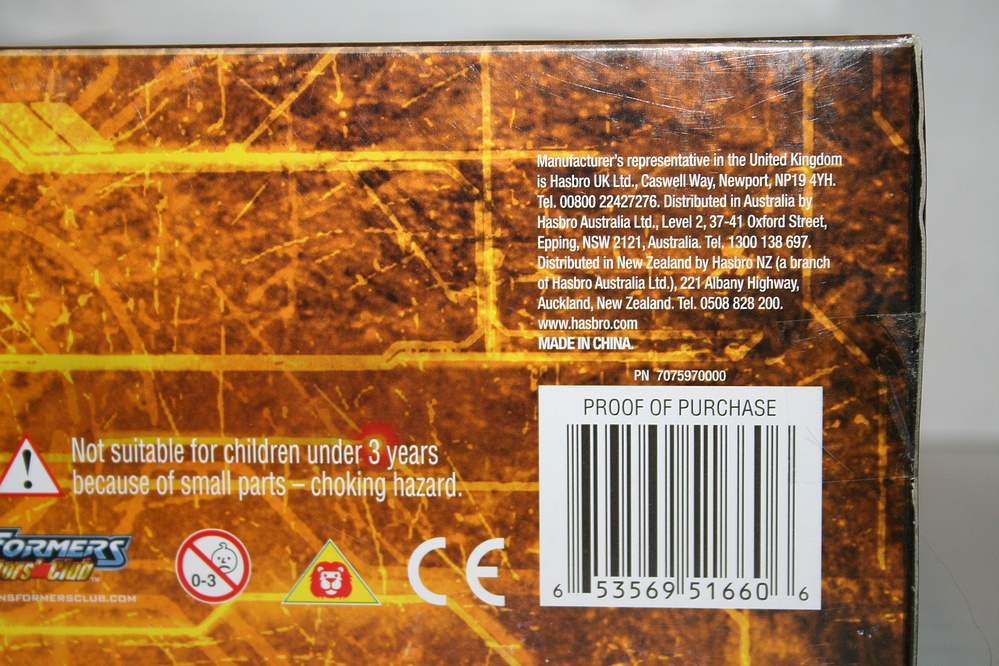 Manufacturer's representative in the United Kingdom
is Hasbro UK Ltd., Caswell Way, Newport, NP19 4YH.
Tel. 00800 22427276. Distributed in Australia by
Hasbro Australia Ltd., Level 2, 37-41 Oxford Street,
Epping, NSW 2121, Australia. Tel. 1300 138 697.
Distributed in New Zealand by Hasbro NZ (a branch
of Hasbro Australia Ltd.), 221 Albany Highway,
Auckland, New Zealand. Tel. 0508 828 200.
www.hasbro.com
MADE IN CHINA.
PN 7075970000
PROOF OF PURCHASE
6 53569 51660 6
Not suitable for children under 3 years
because of small parts – choking hazard.
FORMERS
ors Club™
NSFORMERSCLUB.COM
0-3
CE